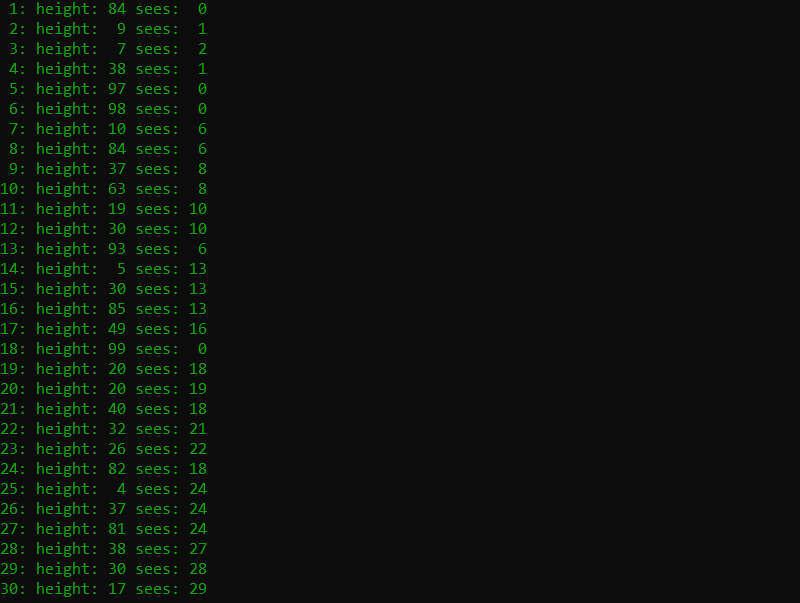 1: height: 84 sees:  0
 2: height:  9 sees:  1
 3: height:  7 sees:  2
 4: height: 38 sees:  1
 5: height: 97 sees:  0
 6: height: 98 sees:  0
 7: height: 10 sees:  6
 8: height: 84 sees:  6
 9: height: 37 sees:  8
10: height: 63 sees:  8
11: height: 19 sees: 10
12: height: 30 sees: 10
13: height: 93 sees:  6
14: height:  5 sees: 13
15: height: 30 sees: 13
16: height: 85 sees: 13
17: height: 49 sees: 16
18: height: 99 sees:  0
19: height: 20 sees: 18
20: height: 20 sees: 19
21: height: 40 sees: 18
22: height: 32 sees: 21
23: height: 26 sees: 22
24: height: 82 sees: 18
25: height:  4 sees: 24
26: height: 37 sees: 24
27: height: 81 sees: 24
28: height: 38 sees: 27
29: height: 30 sees: 28
30: height: 17 sees: 29